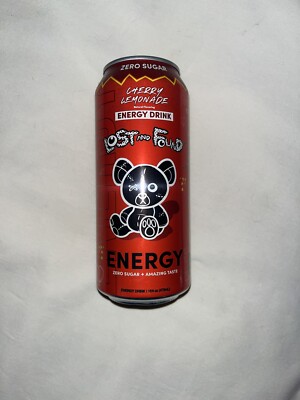 ZERO SUGAR
CHERRY
LEMONADE
ENERGY DRINK
LOST AND FOUND
ENERGY
ZERO SUGAR + AMAZING TASTE